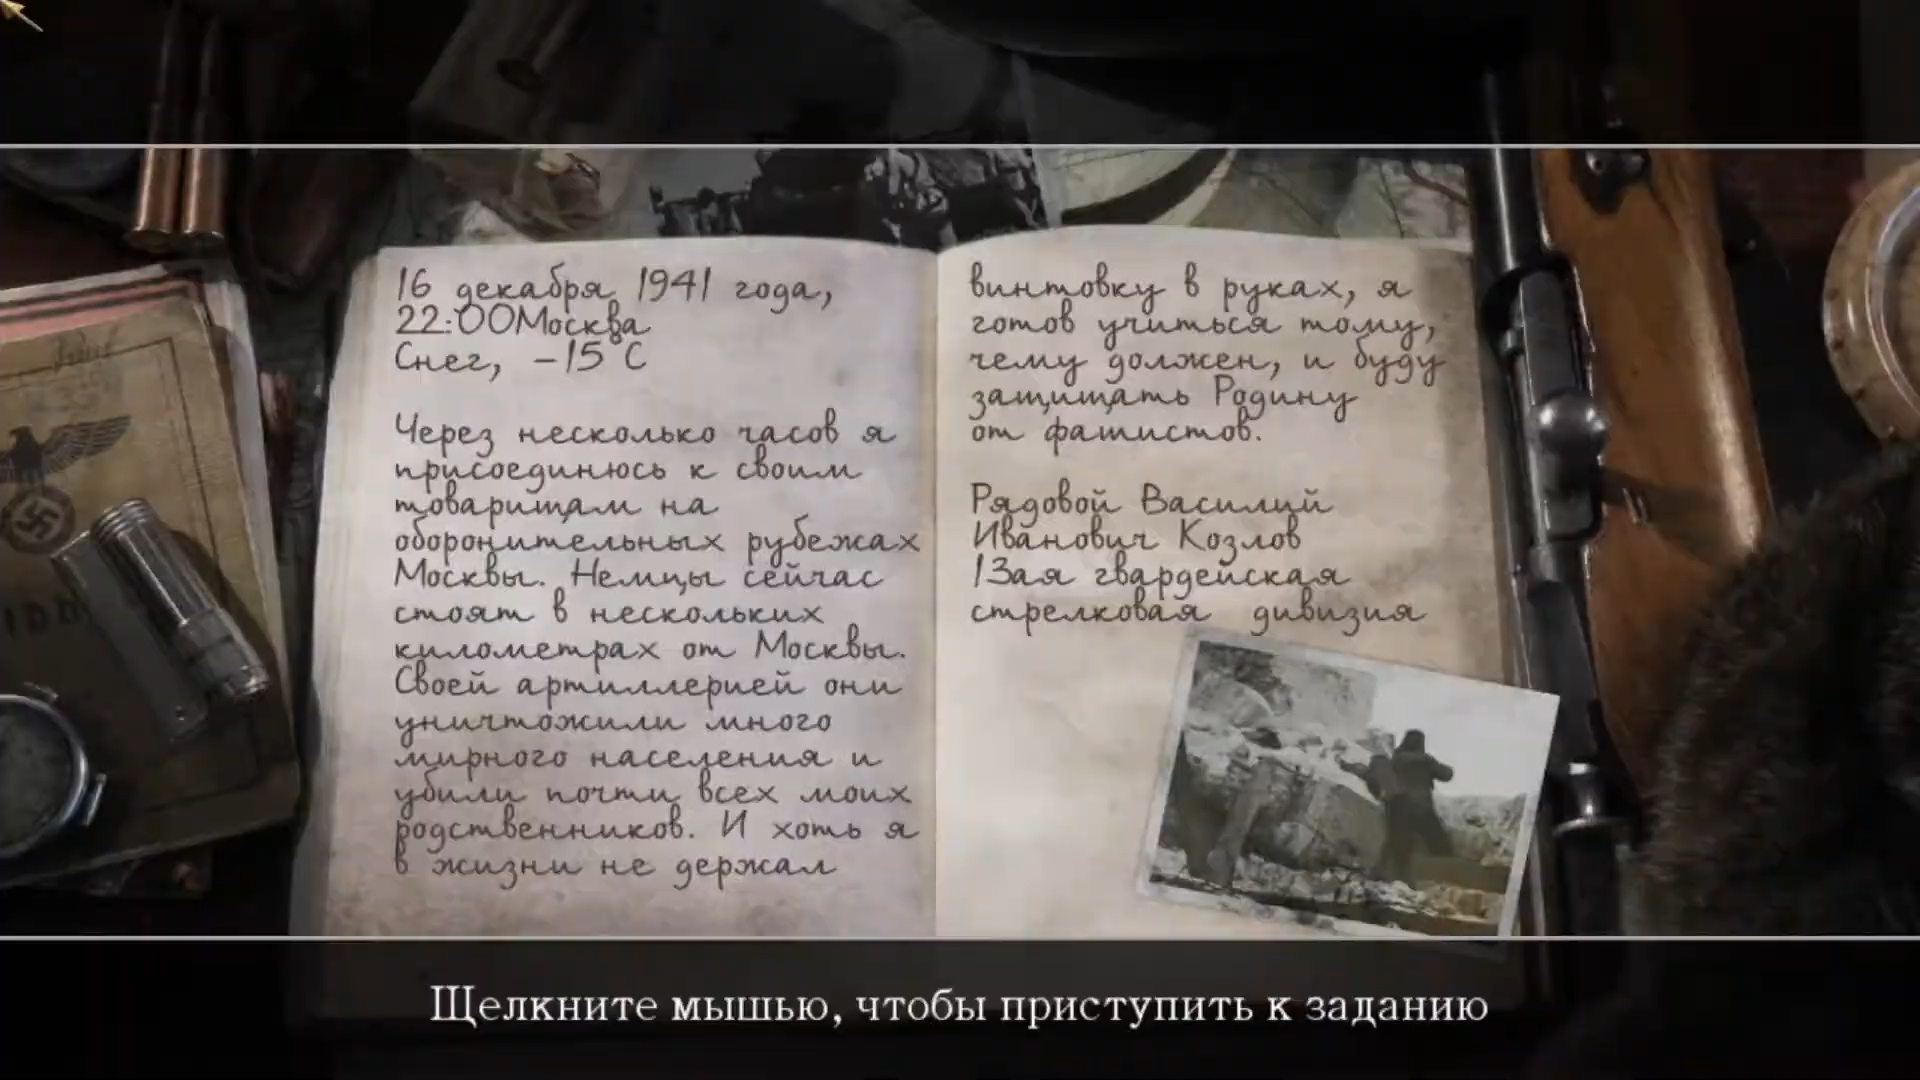 16 декабря 1941 года,
22:00Москва
Снег, -15°С
Через несколько часов я
присоединюсь к своим
товарищам на
оборонительных рубежах
Москвы. Немцы сейчас
стоят в нескольких
километрах от Москвы.
Своей артиллерией они
уничтожили много
мирного населения и
убили почти всех моих
родственников. И хоть я
в жизни не держал
винтовку в руках, я
готов учиться тому,
чему должен, и буду
защищать Родину
от фашистов.
Рядовой Василий
Иванович Козлов
13ая гвардейская
стрелковая дивизия
Щелкните мышью, чтобы приступить к заданию